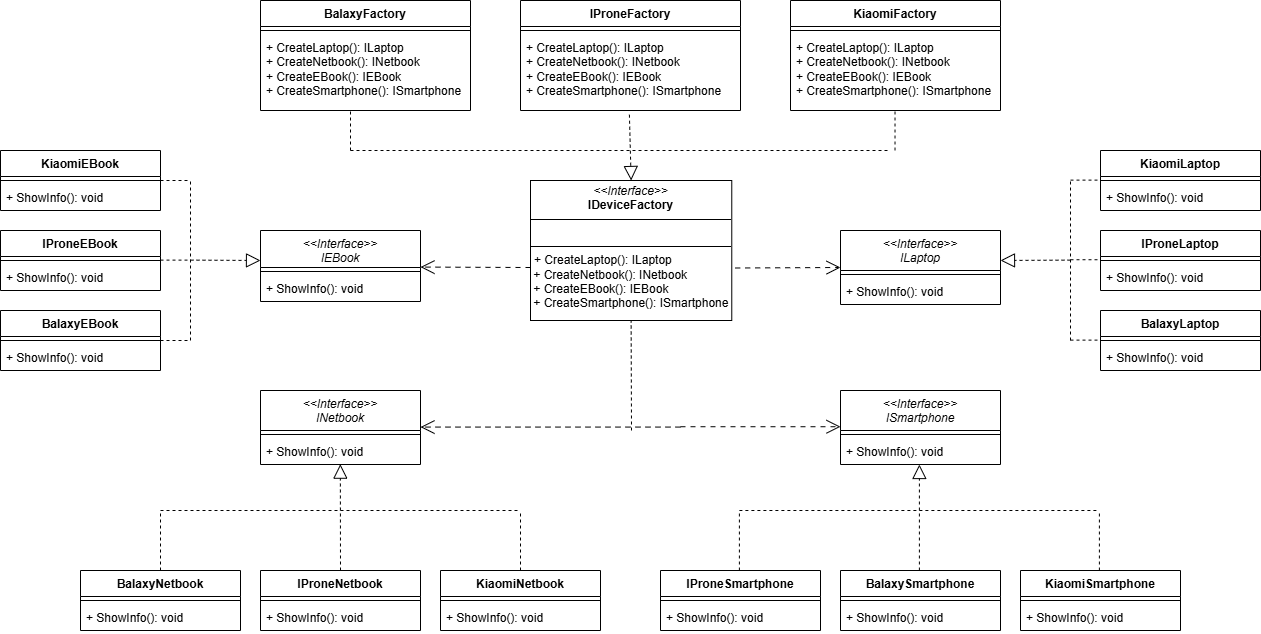 BalaxyFactory
+ CreateLaptop(): ILaptop
+ CreateNetbook(): INetbook
+ CreateEBook(): IEBook
+ CreateSmartphone(): ISmartphone
IProneFactory
+ CreateLaptop(): ILaptop
+ CreateNetbook(): INetbook
+ CreateEBook(): IEBook
+ CreateSmartphone(): ISmartphone
KiaomiFactory
+ CreateLaptop(): ILaptop
+ CreateNetbook(): INetbook
+ CreateEBook(): IEBook
+ CreateSmartphone(): ISmartphone
KiaomiEBook
+ ShowInfo(): void
IProneEBook
+ ShowInfo(): void
BalaxyEBook
+ ShowInfo(): void
<<Interface>>
IEBook
+ ShowInfo(): void
<<Interface>>
IDeviceFactory
+ CreateLaptop(): ILaptop
+ CreateNetbook(): INetbook
+ CreateEBook(): IEBook
+ CreateSmartphone(): ISmartphone
<<Interface>>
ILaptop
+ ShowInfo(): void
KiaomiLaptop
+ ShowInfo(): void
IProneLaptop
+ ShowInfo(): void
BalaxyLaptop
+ ShowInfo(): void
<<Interface>>
INetbook
+ ShowInfo(): void
<<Interface>>
ISmartphone
+ ShowInfo(): void
BalaxyNetbook
+ ShowInfo(): void
IProneNetbook
+ ShowInfo(): void
KiaomiNetbook
+ ShowInfo(): void
IProneSmartphone
+ ShowInfo(): void
BalaxySmartphone
+ ShowInfo(): void
KiaomiSmartphone
+ ShowInfo(): void